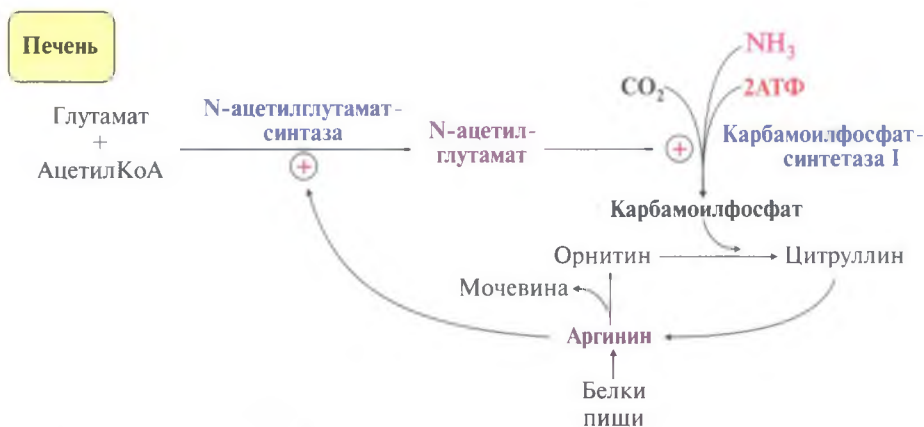 Печень
NH₃
CO₂
2АТФ
Глутамат
+
АцетилКоА
N-ацетилглутамат-
синтаза
+
N-ацетил-
глутамат
+
Карбамоилфосфат-
синтетаза I
Карбамоилфосфат
Орнитин
Цитруллин
Мочевина
Аргинин
Белки
пищи